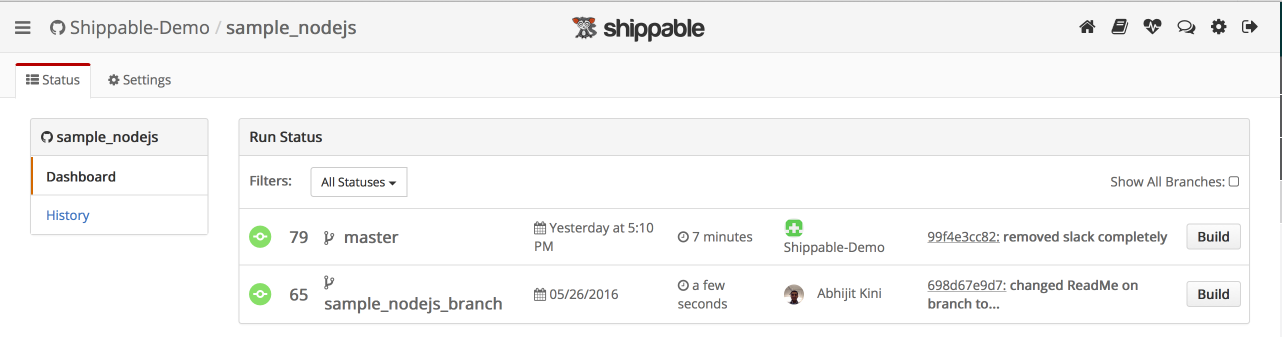 Shippable-Demo / sample_nodejs
shippable
Status
Settings
sample_nodejs
Dashboard
History
Run Status
Filters:
All Statuses
Show All Branches:
79
master
Yesterday at 5:10
PM
7 minutes
Shippable-Demo
99f4e3cc82: removed slack completely
Build
65
sample_nodejs_branch
05/26/2016
a few
seconds
Abhijit Kini
698d67e9d7: changed ReadMe on
branch to...
Build